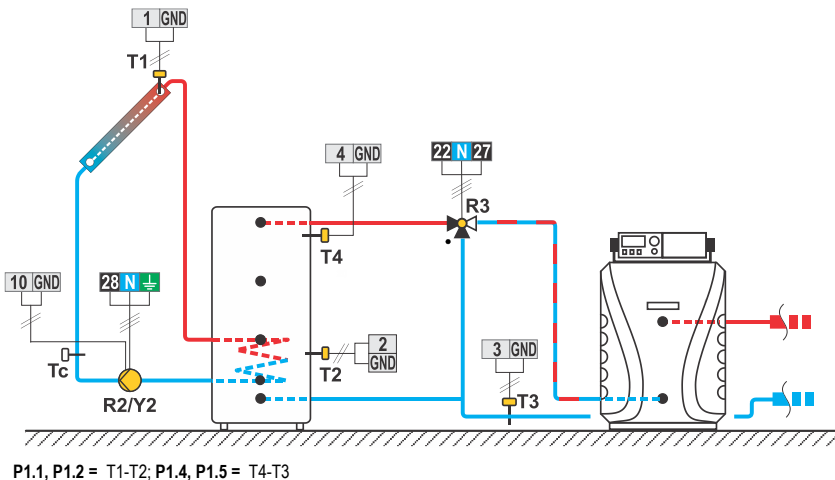 1 GND
T1
4 GND
22 N 27
R3
T4
10 GND
28 N
2
GND
T2
3 GND
Tc
T3
R2/Y2
P1.1, P1.2 = T1-T2; P1.4, P1.5 = T4-T3